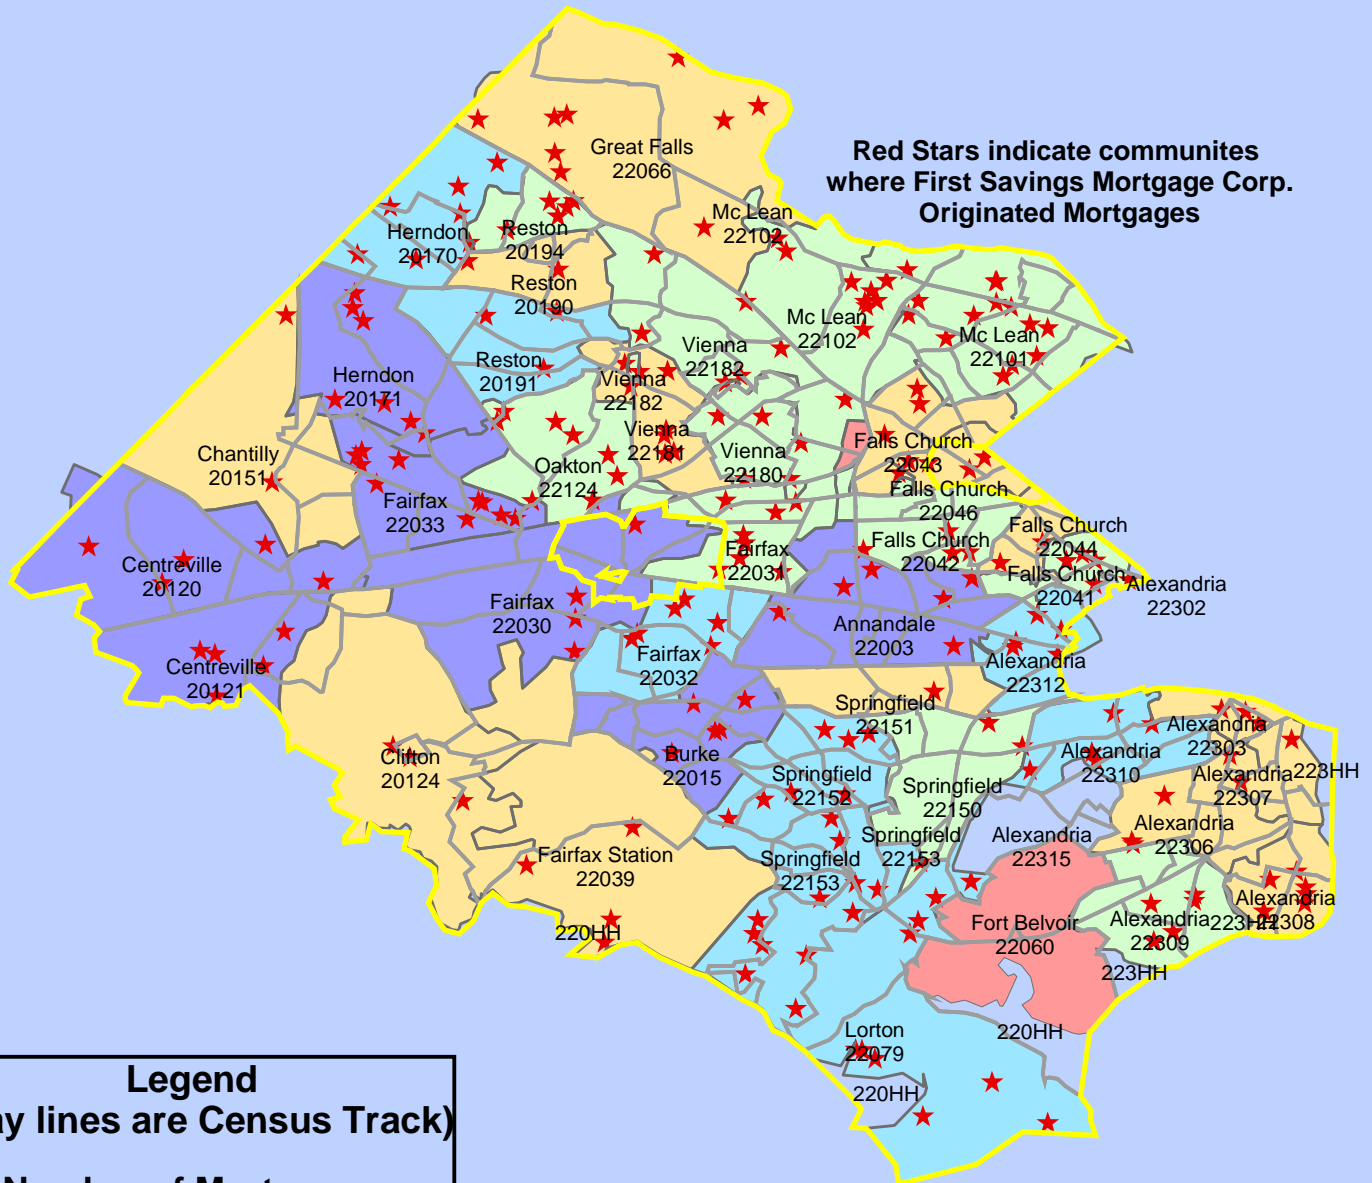 Red Stars indicate communites
where First Savings Mortgage Corp.
Originated Mortgages
Great Falls
22066
Mc Lean
22102
Herndon
20170
Reston
20194
Reston
20190
Mc Lean
22102
Mc Lean
22101
Vienna
22182
Reston
20191
Vienna
22182
Herndon
20171
Vienna
22181
Vienna
22180
Falls Church
22043
Chantilly
20151
Oakton
22124
Fairfax
22033
Falls Church
22046
Falls Church
22044
Falls Church
22042
Fairfax
22031
Falls Church
22041
Alexandria
22302
Centreville
20120
Fairfax
22030
Annandale
22003
Fairfax
22032
Alexandria
22312
Centreville
20121
Springfield
22151
Alexandria
22303
Clifton
20124
Burke
22015
Alexandria
22310
Springfield
22152
Alexandria
22307
223HH
Springfield
22150
Alexandria
22306
Alexandria
22315
Springfield
22153
Springfield
22153
Fairfax Station
22039
Alexandria
22308
220HH
Fort Belvoir
22060
Alexandria
22309
223HH
223HH
220HH
Lorton
22079
220HH
Legend
y lines are Census Track)